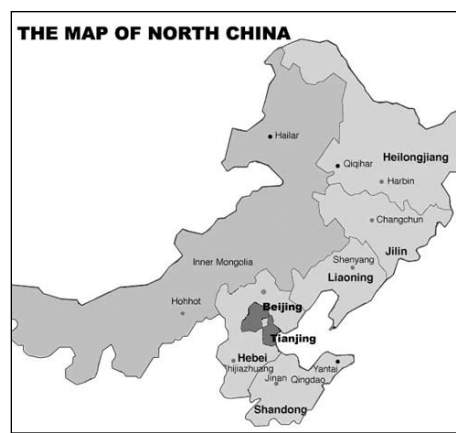 THE MAP OF NORTH CHINA
Hailar
Qiqihar
Heilongjiang
Harbin
Changchun
Jilin
Inner Mongolia
Shenyang
Liaoning
Hohhot
Beijing
Tianjing
Hebei
hijiazhuang
Yantai
Jinan
Qingdao
Shandong